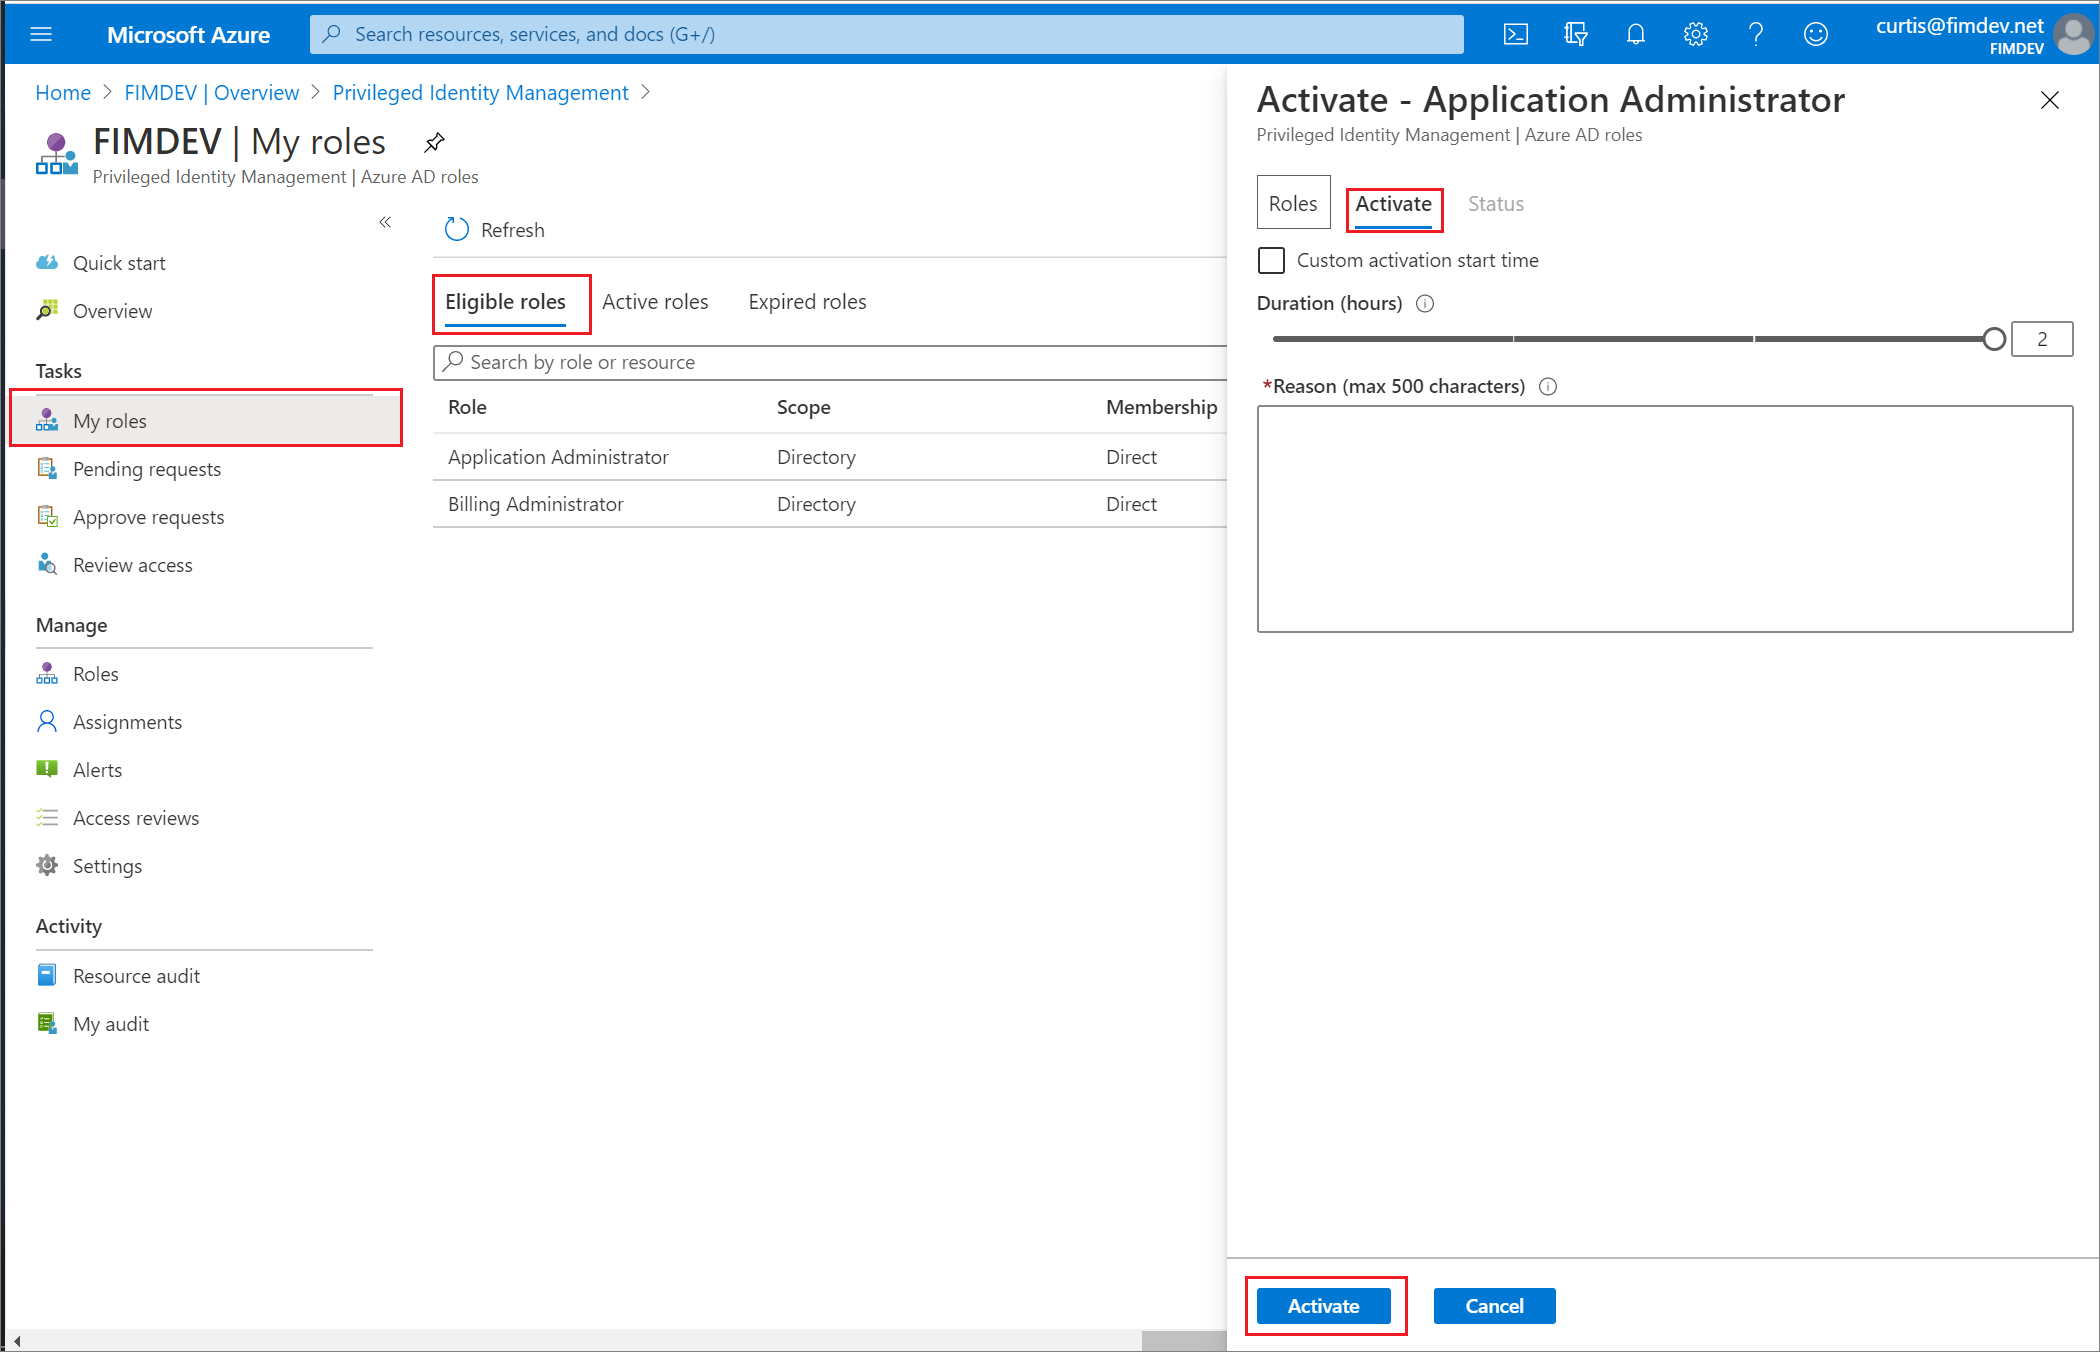 Microsoft Azure
Search resources, services, and docs (G+/)
curtis@fimdev.net
FIMDEV
Home > FIMDEV | Overview > Privileged Identity Management >
FIMDEV | My roles
Privileged Identity Management | Azure AD roles
«
Quick start
Overview
Tasks
My roles
Pending requests
Approve requests
Review access
Manage
Roles
Assignments
Alerts
Access reviews
Settings
Activity
Resource audit
My audit
Refresh
Eligible roles Active roles Expired roles
Search by role or resource
Role Scope Membership
Application Administrator Directory Direct
Billing Administrator Directory Direct
Activate - Application Administrator
Privileged Identity Management | Azure AD roles
Roles Activate Status
Custom activation start time
Duration (hours)
2
*Reason (max 500 characters)
Activate Cancel